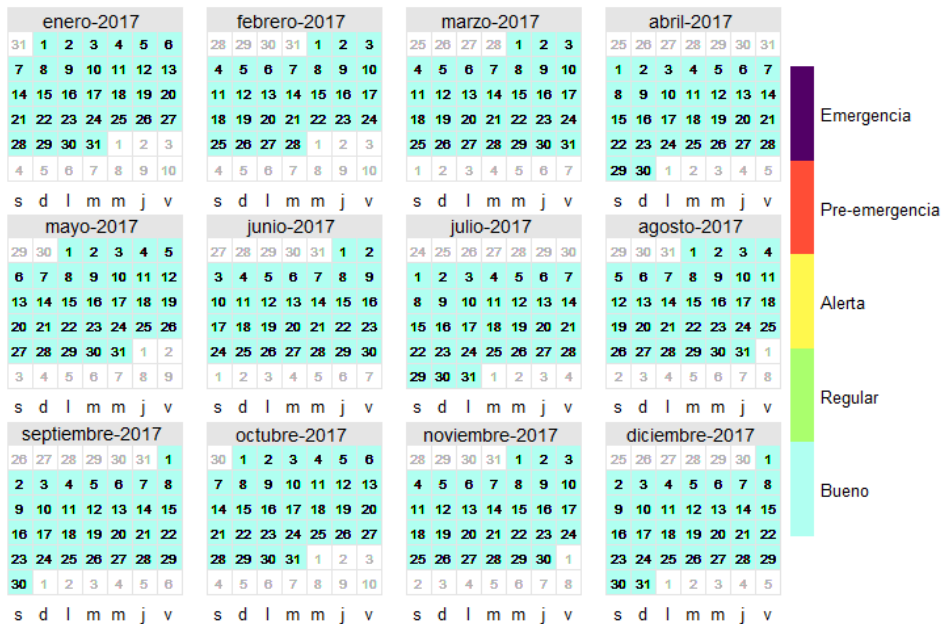 enero-2017
31 1 2 3 4 5 6
7 8 9 10 11 12 13
14 15 16 17 18 19 20
21 22 23 24 25 26 27
28 29 30 31 1 2 3
4 5 6 7 8 9 10
s d l m m j v
febrero-2017
28 29 30 31 1 2 3
4 5 6 7 8 9 10
11 12 13 14 15 16 17
18 19 20 21 22 23 24
25 26 27 28 1 2 3
4 5 6 7 8 9 10
s d l m m j v
marzo-2017
25 26 27 28 1 2 3
4 5 6 7 8 9 10
11 12 13 14 15 16 17
18 19 20 21 22 23 24
25 26 27 28 29 30 31
1 2 3 4 5 6 7
s d l m m j v
abril-2017
25 26 27 28 29 30 31
1 2 3 4 5 6 7
8 9 10 11 12 13 14
15 16 17 18 19 20 21
22 23 24 25 26 27 28
29 30 1 2 3 4 5
s d l m m j v
mayo-2017
29 30 1 2 3 4 5
6 7 8 9 10 11 12
13 14 15 16 17 18 19
20 21 22 23 24 25 26
27 28 29 30 31 1 2
3 4 5 6 7 8 9
s d l m m j v
junio-2017
27 28 29 30 31 1 2
3 4 5 6 7 8 9
10 11 12 13 14 15 16
17 18 19 20 21 22 23
24 25 26 27 28 29 30
1 2 3 4 5 6 7
s d l m m j v
julio-2017
24 25 26 27 28 29 30
1 2 3 4 5 6 7
8 9 10 11 12 13 14
15 16 17 18 19 20 21
22 23 24 25 26 27 28
29 30 31 1 2 3 4
s d l m m j v
agosto-2017
29 30 31 1 2 3 4
5 6 7 8 9 10 11
12 13 14 15 16 17 18
19 20 21 22 23 24 25
26 27 28 29 30 31 1
2 3 4 5 6 7 8
s d l m m j v
septiembre-2017
26 27 28 29 30 31 1
2 3 4 5 6 7 8
9 10 11 12 13 14 15
16 17 18 19 20 21 22
23 24 25 26 27 28 29
30 1 2 3 4 5 6
s d l m m j v
octubre-2017
30 1 2 3 4 5 6
7 8 9 10 11 12 13
14 15 16 17 18 19 20
21 22 23 24 25 26 27
28 29 30 31 1 2 3
4 5 6 7 8 9 10
s d l m m j v
noviembre-2017
28 29 30 31 1 2 3
4 5 6 7 8 9 10
11 12 13 14 15 16 17
18 19 20 21 22 23 24
25 26 27 28 29 30 1
2 3 4 5 6 7 8
s d l m m j v
diciembre-2017
25 26 27 28 29 30 1
2 3 4 5 6 7 8
9 10 11 12 13 14 15
16 17 18 19 20 21 22
23 24 25 26 27 28 29
30 31 1 2 3 4 5
s d l m m j v
Emergencia
Pre-emergencia
Alerta
Regular
Bueno